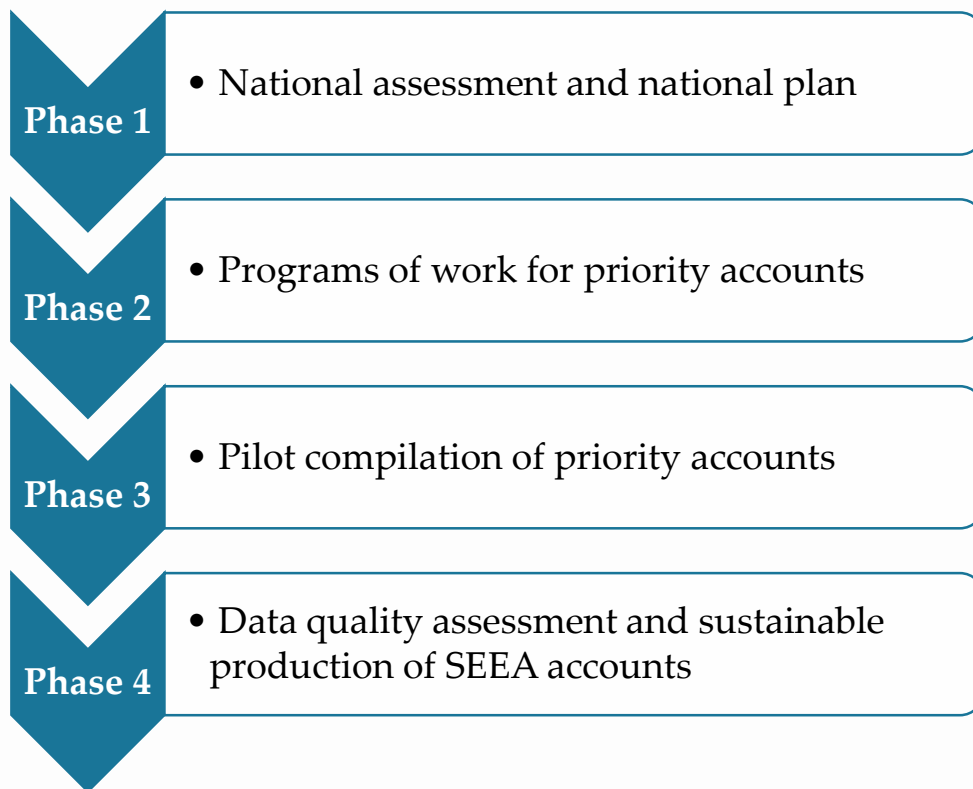 Phase 1
• National assessment and national plan
Phase 2
• Programs of work for priority accounts
Phase 3
• Pilot compilation of priority accounts
Phase 4
• Data quality assessment and sustainable
production of SEEA accounts